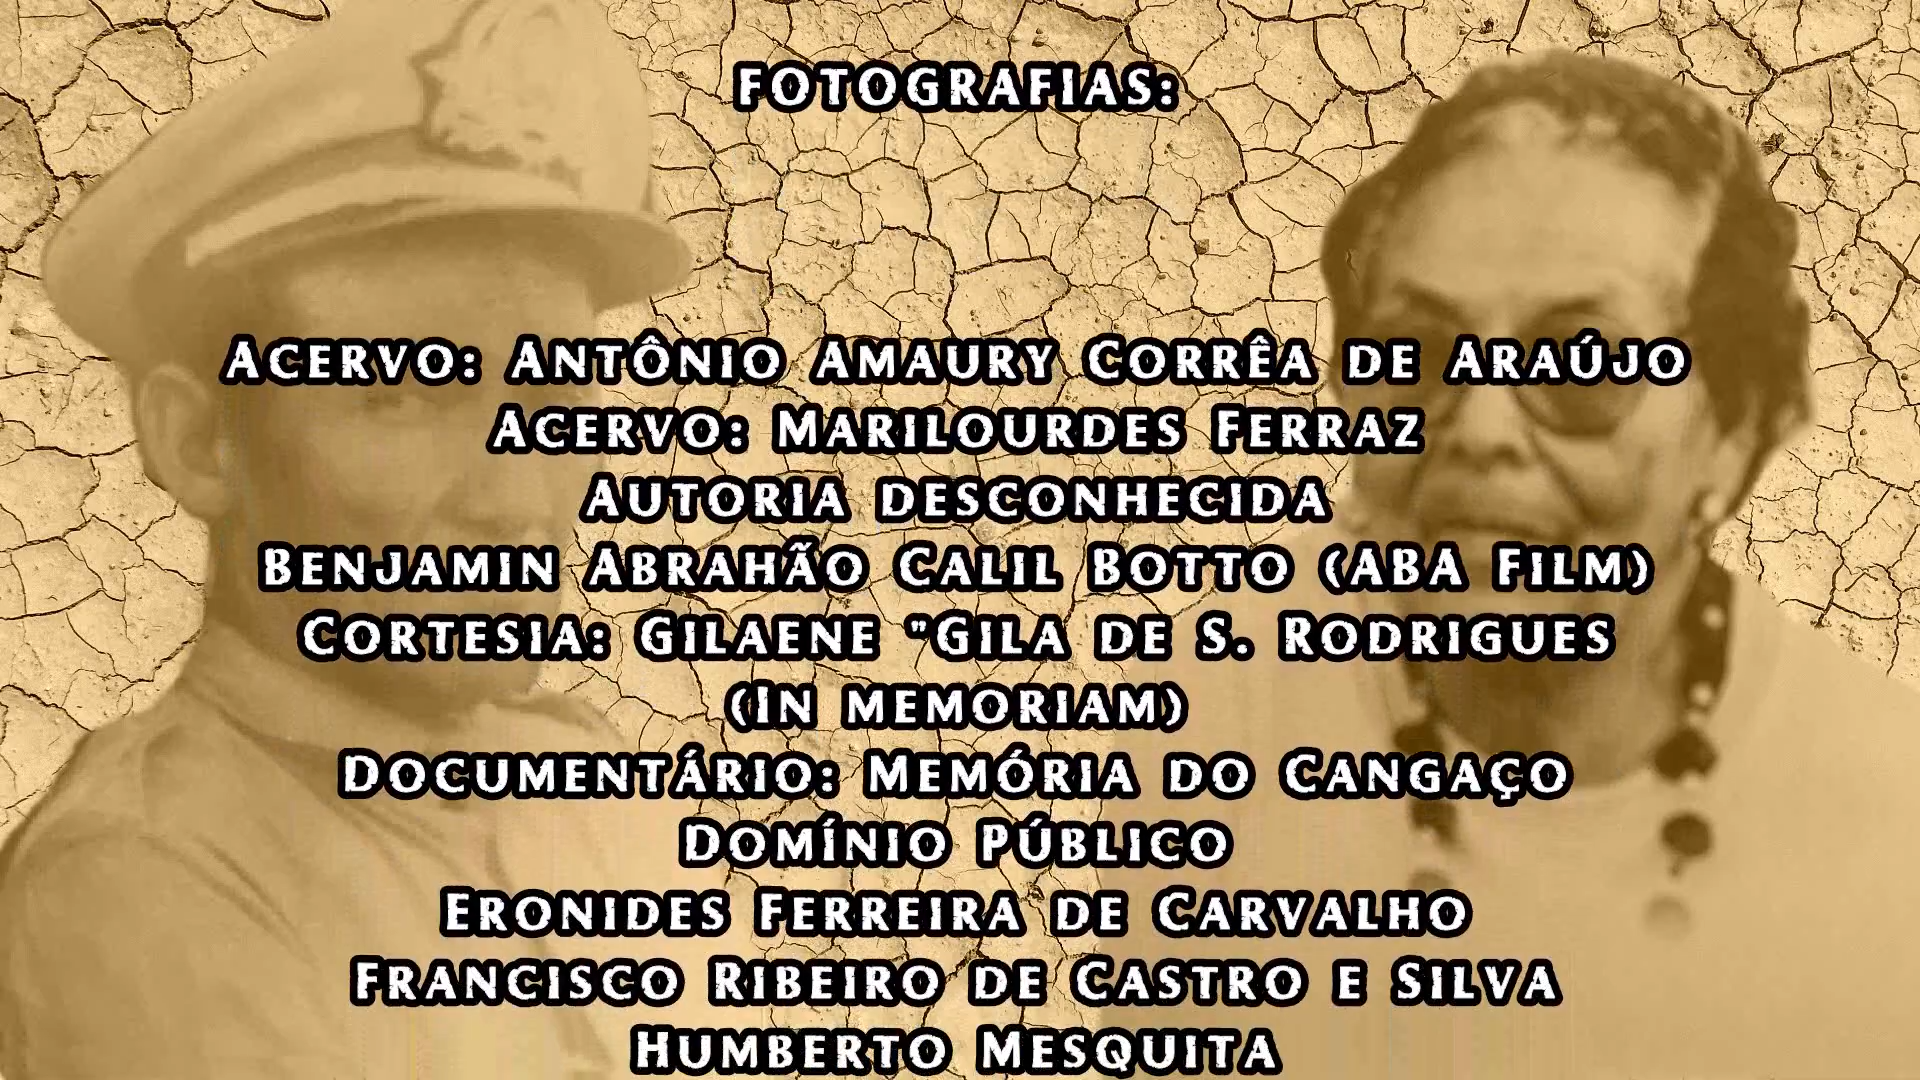 FOTOGRAFIAS:
ACERVO: ANTÔNIO AMAURY CORRÊA DE ARAÚJO
ACERVO: MARILOURDES FERRAZ
AUTORIA DESCONHECIDA
BENJAMIN ABRAHÃO CALIL BOTTO (ABA FILM)
CORTESIA: GILAENE "GILA DE S. RODRIGUES
(IN MEMORIAM)
DOCUMENTÁRIO: MEMÓRIA DO CANGAÇO
DOMÍNIO PÚBLICO
ERONIDES FERREIRA DE CARVALHO
FRANCISCO RIBEIRO DE CASTRO E SILVA
HUMBERTO MESQUITA